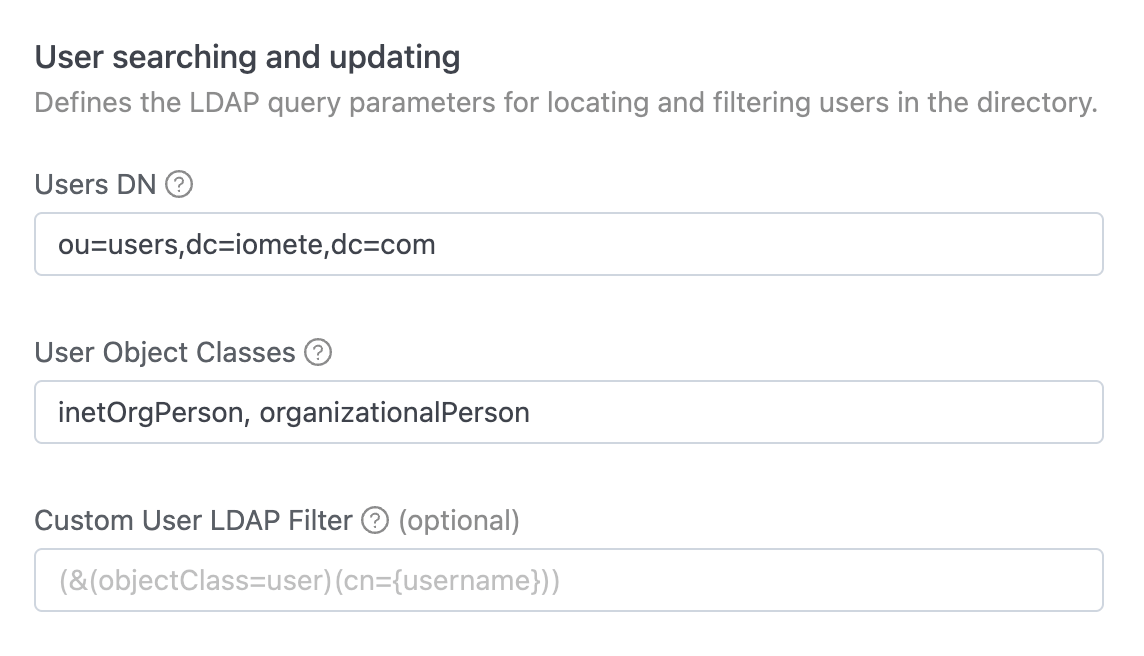 User searching and updating
Defines the LDAP query parameters for locating and filtering users in the directory.
Users DN ?
ou=users,dc=iomete,dc=com
User Object Classes ?
inetOrgPerson, organizationalPerson
Custom User LDAP Filter ? (optional)
(&(objectClass=user)(cn={username}))